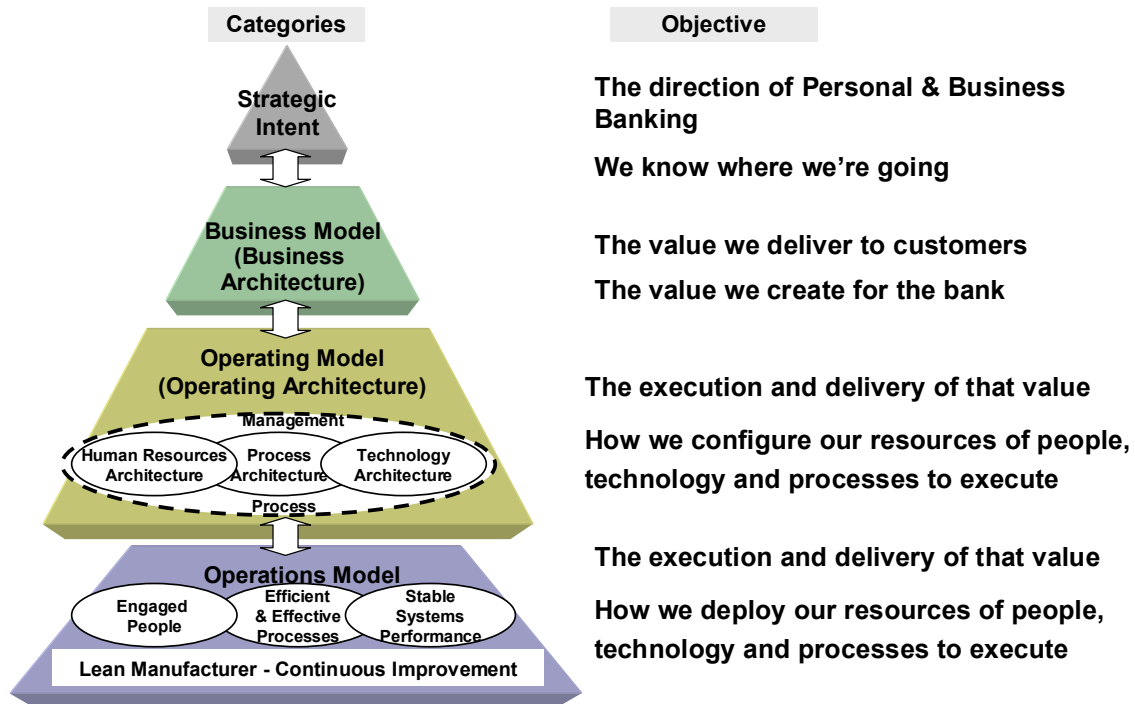 Categories
Objective
Strategic
Intent
The direction of Personal & Business
Banking
We know where we’re going
Business Model
(Business
Architecture)
The value we deliver to customers
The value we create for the bank
Operating Model
(Operating Architecture)
Management
Human Resources
Architecture
Process
Architecture
Technology
Architecture
Process
The execution and delivery of that value
How we configure our resources of people,
technology and processes to execute
Operations Model
Engaged
People
Efficient
& Effective
Processes
Stable
Systems
Performance
Lean Manufacturer - Continuous Improvement
The execution and delivery of that value
How we deploy our resources of people,
technology and processes to execute